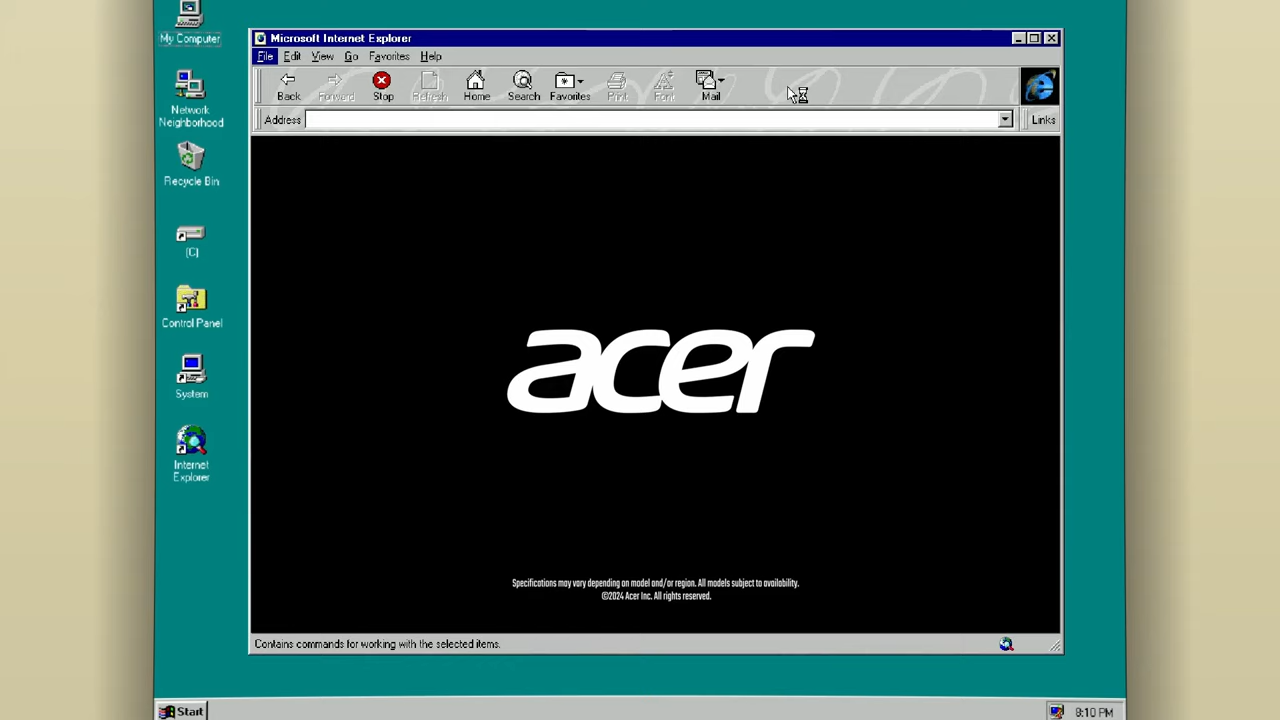 My Computer
Network
Neighborhood
Recycle Bin
(C)
Control Panel
System
Internet
Explorer
Microsoft Internet Explorer
File Edit View Go Favorites Help
Back Forward Stop Refresh Home Search Favorites Print Font Mail
Address Links
acer
Specifications may vary depending on model and/or region. All models subject to availability.
©2024 Acer Inc. All rights reserved.
Contains commands for working with the selected items.
Start 8:10 PM